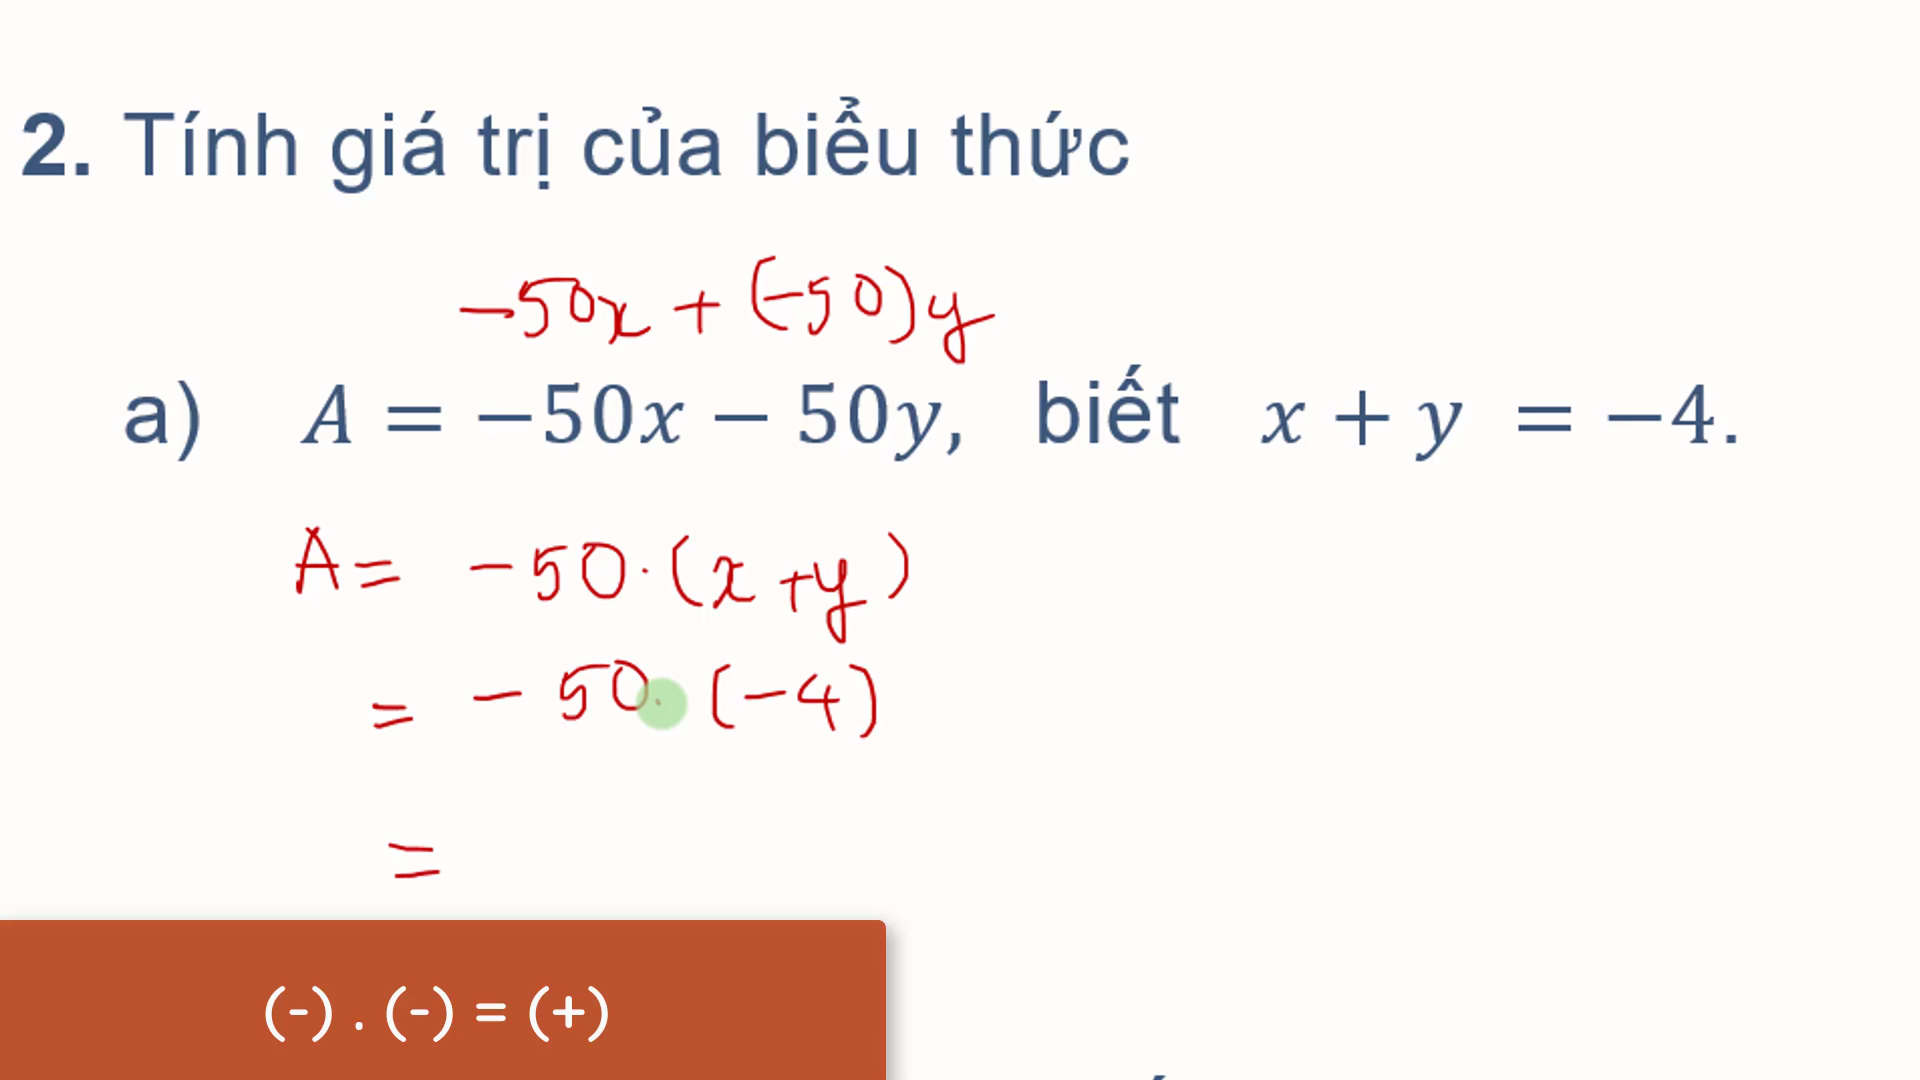 2. Tính giá trị của biểu thức
-50x + (-50)y
a) A = −50x − 50y, biết x + y = −4.
A = -50 . (x + y)
= - 50 . (-4)
=
(-) . (-) = (+)